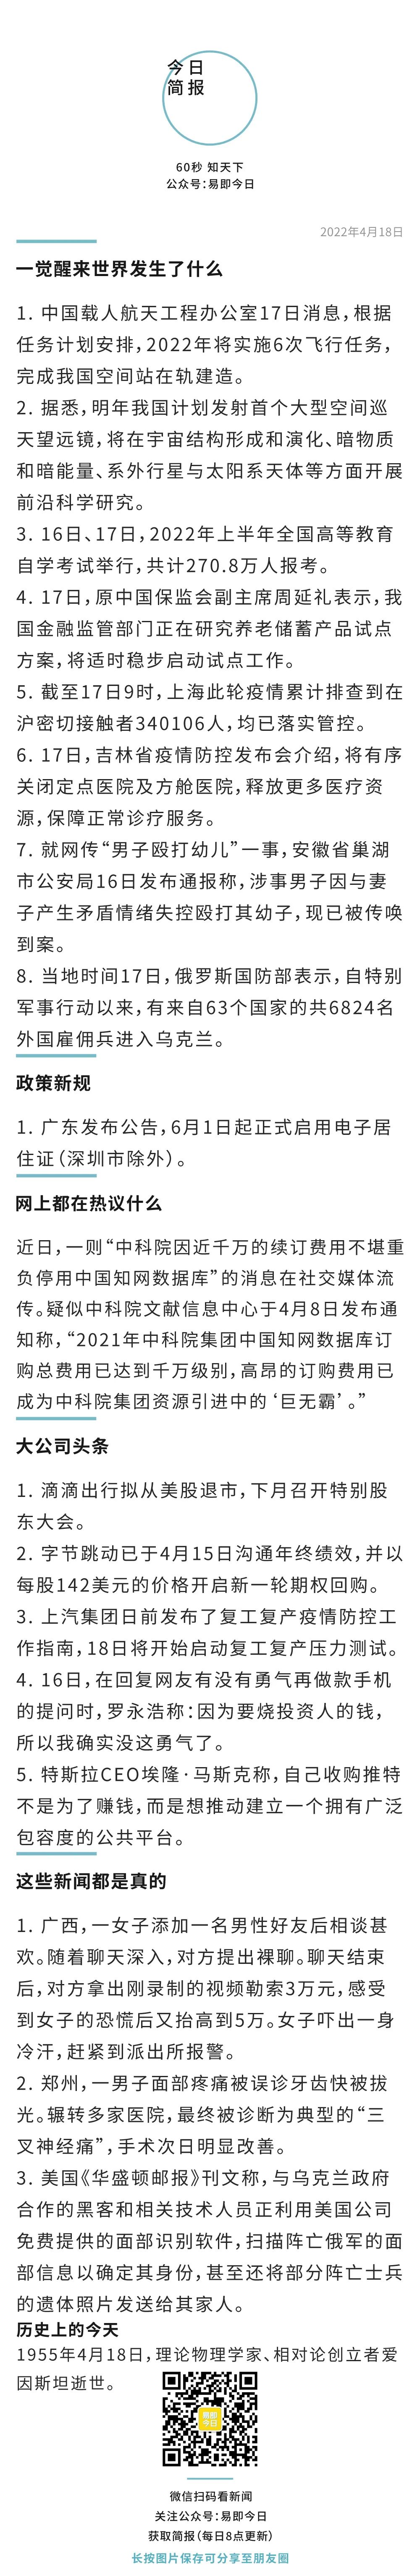 今日
简报
60秒 知天下
公众号：易即今日
2022年4月18日
一觉醒来世界发生了什么
1. 中国载人航天工程办公室17日消息，根据
任务计划安排，2022年将实施6次飞行任务，
完成我国空间站在轨建造。
2. 据悉，明年我国计划发射首个大型空间巡
天望远镜，将在宇宙结构形成和演化、暗物质
和暗能量、系外行星与太阳系天体等方面开展
前沿科学研究。
3. 16日、17日，2022年上半年全国高等教育
自学考试举行，共计270.8万人报考。
4. 17日，原中国保监会副主席周延礼表示，我
国金融监管部门正在研究养老储蓄产品试点
方案，将适时稳步启动试点工作。
5. 截至17日9时，上海此轮疫情累计排查到在
沪密切接触者340106人，均已落实管控。
6. 17日，吉林省疫情防控发布会介绍，将有序
关闭定点医院及方舱医院，释放更多医疗资
源，保障正常诊疗服务。
7. 就网传“男子殴打幼儿”一事，安徽省巢湖
市公安局16日发布通报称，涉事男子因与妻
子产生矛盾情绪失控殴打其幼子，现已被传唤
到案。
8. 当地时间17日，俄罗斯国防部表示，自特别
军事行动以来，有来自63个国家的共6824名
外国雇佣兵进入乌克兰。
政策新规
1. 广东发布公告，6月1日起正式启用电子居
住证（深圳市除外）。
网上都在热议什么
近日，一则“中科院因近千万的续订费用不堪重
负停用中国知网数据库”的消息在社交媒体流
传。疑似中科院文献信息中心于4月8日发布通
知称，“2021年中科院集团中国知网数据库订
购总费用已达到千万级别，高昂的订购费用已
成为中科院集团资源引进中的‘巨无霸’。”
大公司头条
1. 滴滴出行拟从美股退市，下月召开特别股
东大会。
2. 字节跳动已于4月15日沟通年终绩效，并以
每股142美元的价格开启新一轮期权回购。
3. 上汽集团日前发布了复工复产疫情防控工
作指南，18日将开始启动复工复产压力测试。
4. 16日，在回复网友有没有勇气再做款手机
的提问时，罗永浩称：因为要烧投资人的钱，
所以我确实没这勇气了。
5. 特斯拉CEO埃隆·马斯克称，自己收购推特
不是为了赚钱，而是想推动建立一个拥有广泛
包容度的公共平台。
这些新闻都是真的
1. 广西，一女子添加一名男性好友后相谈甚
欢。随着聊天深入，对方提出裸聊。聊天结束
后，对方拿出刚录制的视频勒索3万元，感受
到女子的恐慌后又抬高到5万。女子吓出一身
冷汗，赶紧到派出所报警。
2. 郑州，一男子面部疼痛被误诊牙齿快被拔
光。辗转多家医院，最终被诊断为典型的“三
叉神经痛”，手术次日明显改善。
3. 美国《华盛顿邮报》刊文称，与乌克兰政府
合作的黑客和相关技术人员正利用美国公司
免费提供的面部识别软件，扫描阵亡俄军的面
部信息以确定其身份，甚至还将部分阵亡士兵
的遗体照片发送给其家人。
历史上的今天
1955年4月18日，理论物理学家、相对论创立者爱
因斯坦逝世。
易即
今日
微信扫码看新闻
关注公众号：易即今日
获取简报（每日8点更新）
长按图片保存可分享至朋友圈